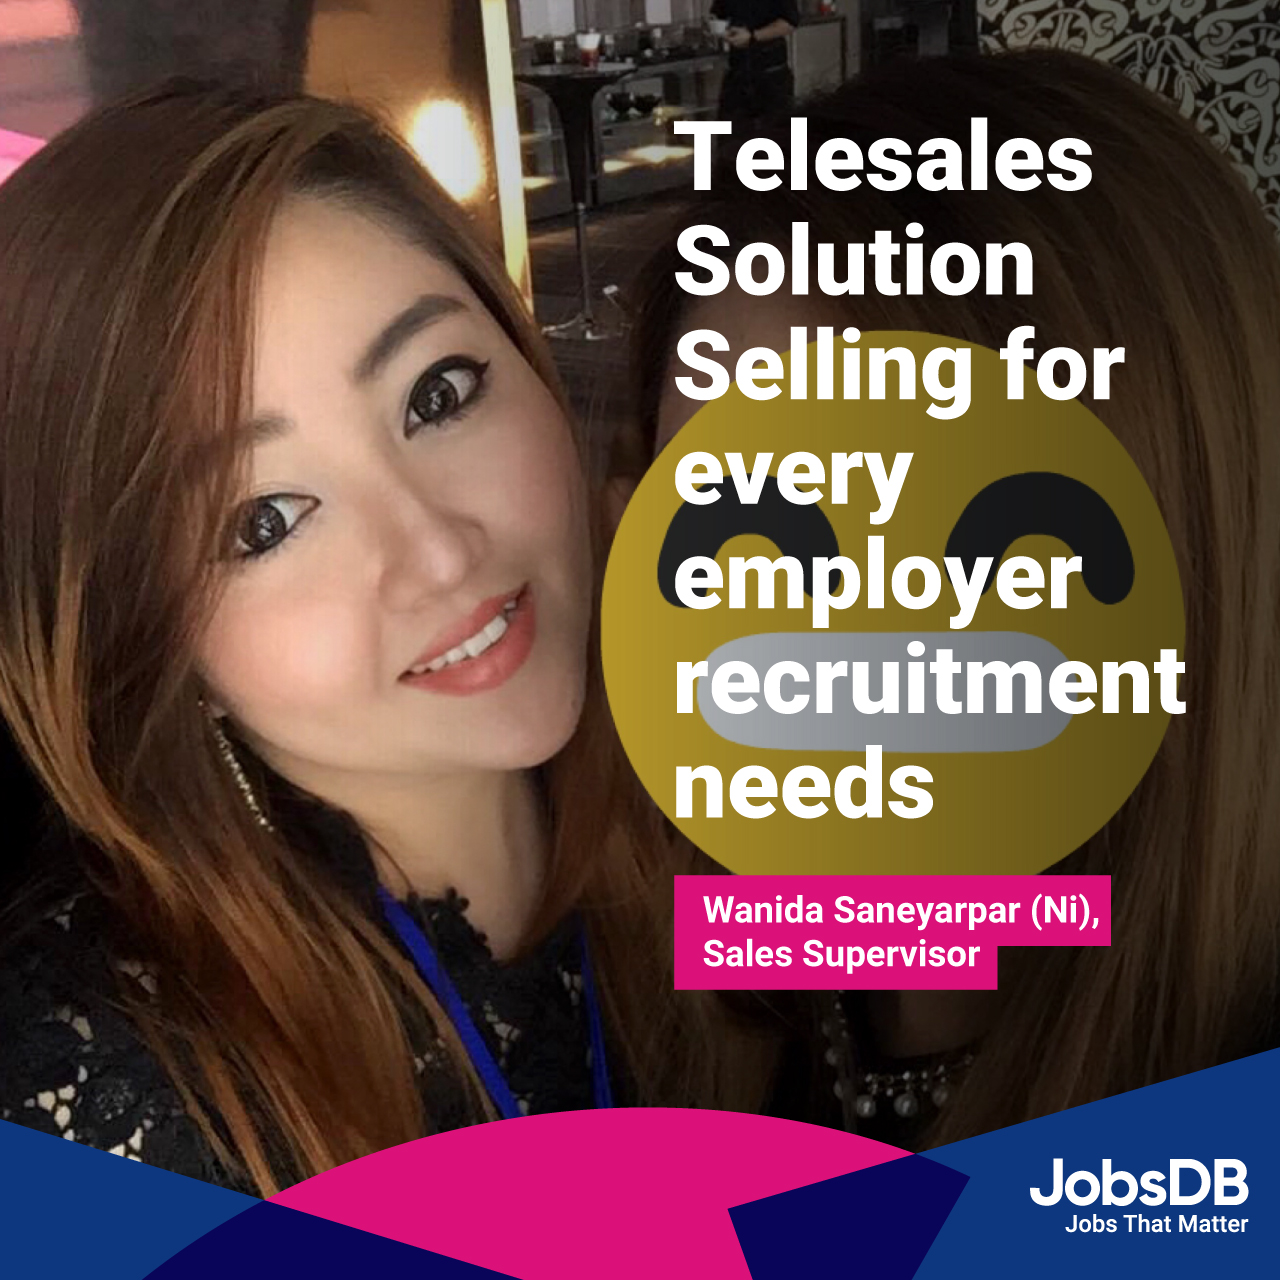 Telesales
Solution
Selling for
every
employer
recruitment
needs
Wanida Saneyarpar (Ni),
Sales Supervisor
JobsDB
Jobs That Matter